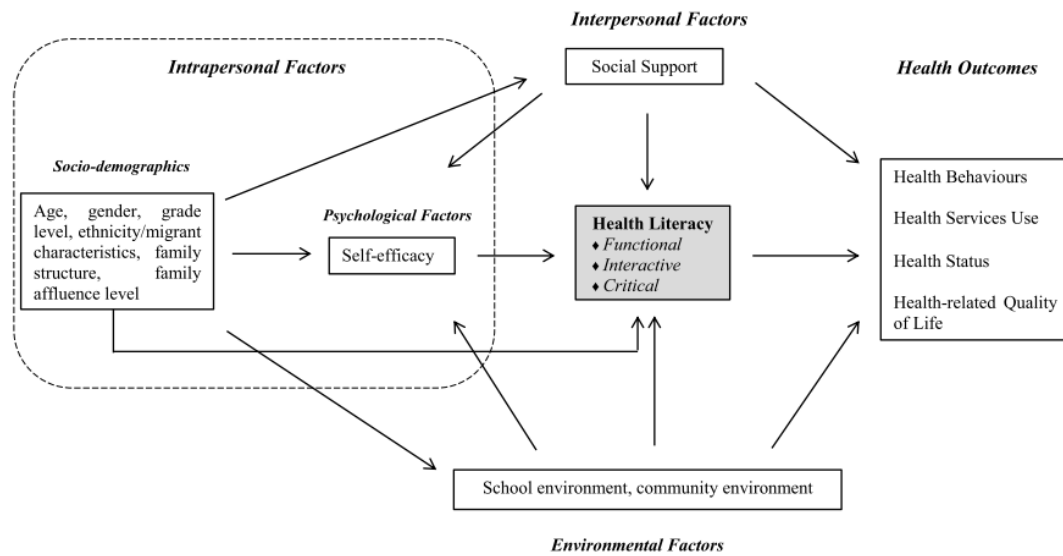 Interpersonal Factors
Intrapersonal Factors
Social Support
Health Outcomes
Socio-demographics
Age, gender, grade
level, ethnicity/migrant
characteristics, family
structure, family
affluence level
Psychological Factors
Self-efficacy
Health Literacy
♦ Functional
♦ Interactive
♦ Critical
Health Behaviours
Health Services Use
Health Status
Health-related Quality
of Life
School environment, community environment
Environmental Factors